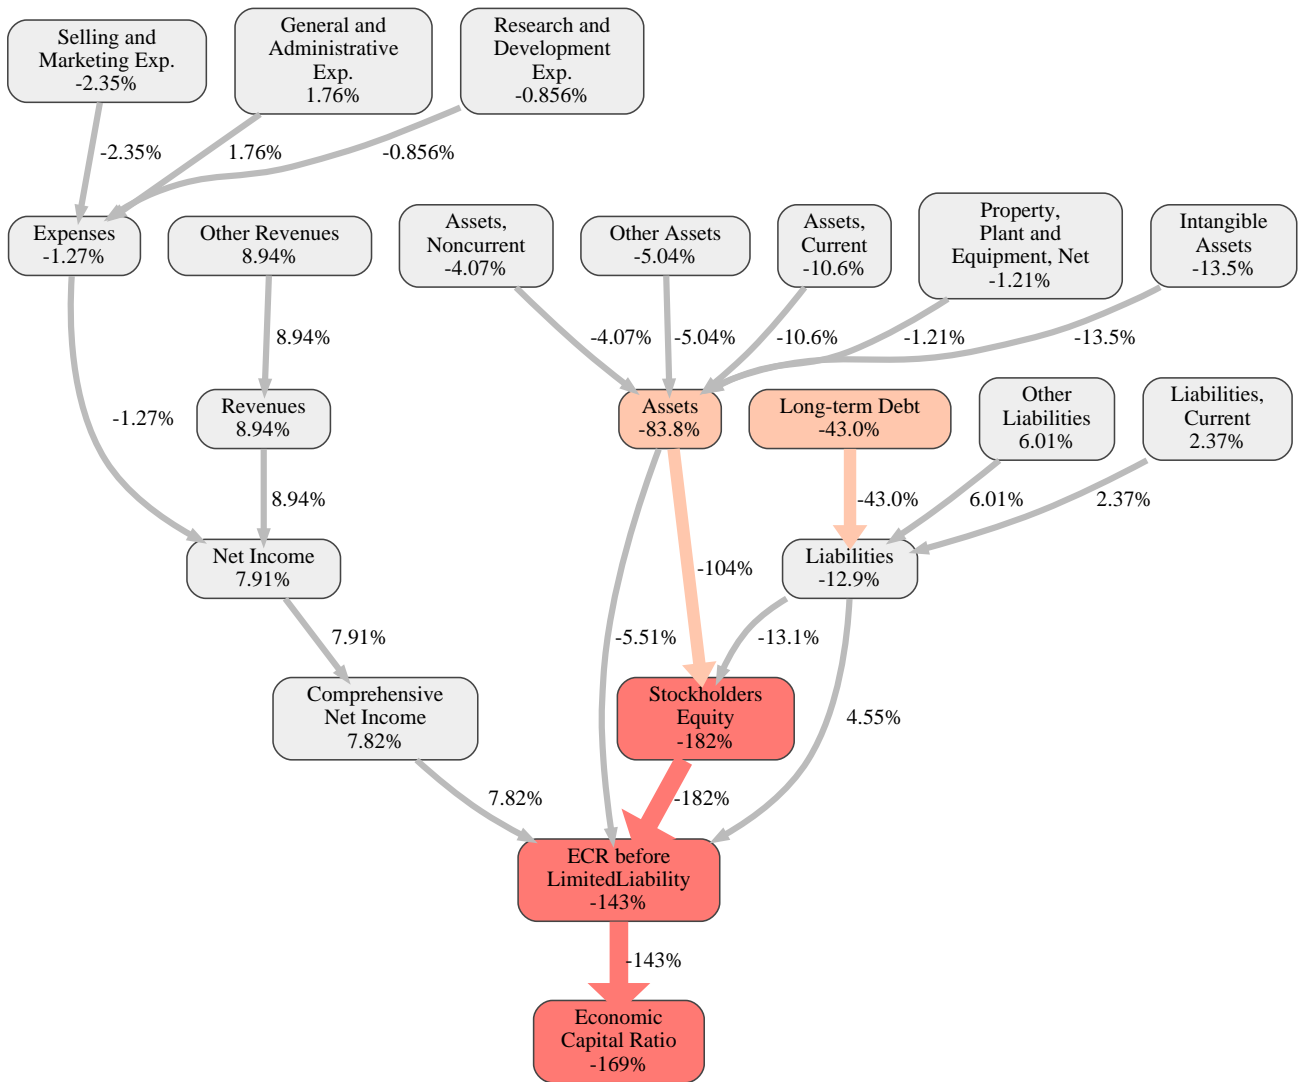 Selling and
Marketing Exp.
-2.35%
General and
Administrative
Exp.
1.76%
Research and
Development
Exp.
-0.856%
-2.35%
1.76%
-0.856%
Expenses
-1.27%
Other Revenues
8.94%
Assets,
Noncurrent
-4.07%
Other Assets
-5.04%
Assets,
Current
-10.6%
Property,
Plant and
Equipment, Net
-1.21%
Intangible
Assets
-13.5%
8.94%
-4.07%
-5.04%
-10.6%
-1.21%
-13.5%
-1.27%
Revenues
8.94%
Assets
-83.8%
Long-term Debt
-43.0%
Other
Liabilities
6.01%
Liabilities,
Current
2.37%
8.94%
-43.0%
6.01%
2.37%
Net Income
7.91%
-104%
Liabilities
-12.9%
7.91%
-5.51%
-13.1%
Comprehensive
Net Income
7.82%
Stockholders
Equity
-182%
4.55%
7.82%
-182%
ECR before
LimitedLiability
-143%
-143%
Economic
Capital Ratio
-169%